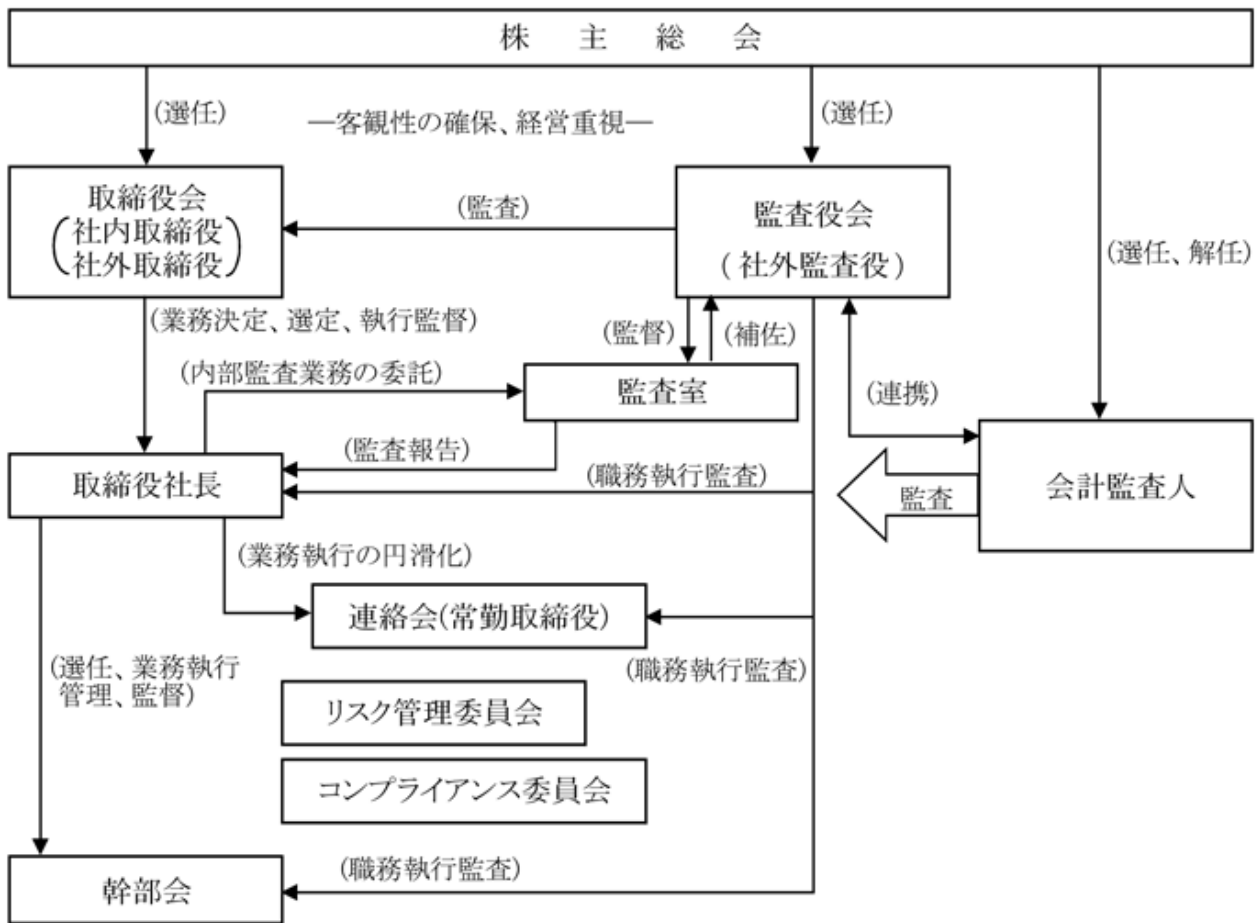 株主総会
(選任)
―客観性の確保、経営重視―
(選任)
取締役会
(社内取締役
社外取締役)
(監査)
監査役会
(社外監査役)
(選任、解任)
(業務決定、選定、執行監督)
(監督)
(補佐)
(内部監査業務の委託)
監査室
(連携)
(監査報告)
取締役社長
(職務執行監査)
監査
会計監査人
(業務執行の円滑化)
連絡会(常勤取締役)
(選任、業務執行
管理、監督)
(職務執行監査)
リスク管理委員会
コンプライアンス委員会
(職務執行監査)
幹部会